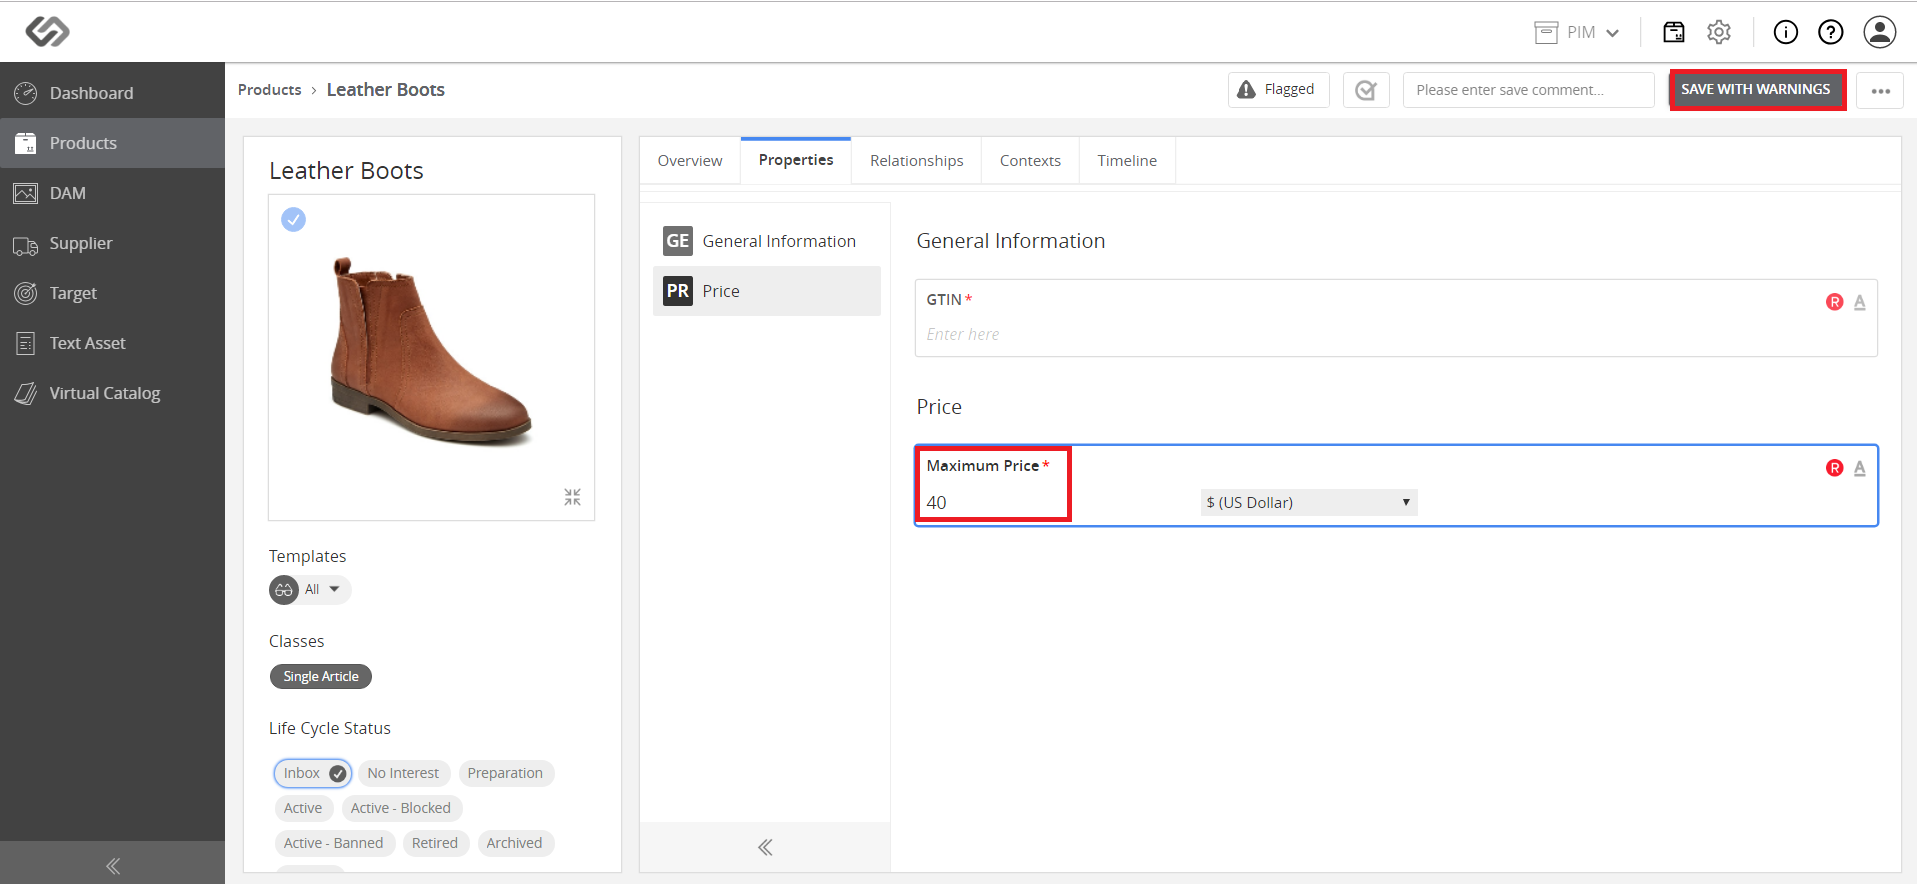 PIM
Dashboard
Products
DAM
Supplier
Target
Text Asset
Virtual Catalog
Products › Leather Boots
Flagged
Please enter save comment...
SAVE WITH WARNINGS
Leather Boots
Templates
All
Classes
Single Article
Life Cycle Status
Inbox No Interest Preparation
Active Active - Blocked
Active - Banned Retired Archived
Overview Properties Relationships Contexts Timeline
GE General Information
PR Price
General Information
GTIN * R A
Enter here
Price
Maximum Price * R A
40 $ (US Dollar)